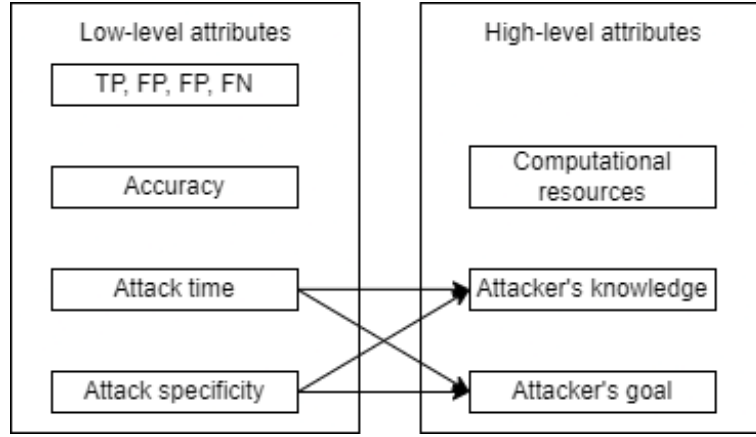 Low-level attributes
TP, FP, FP, FN
Accuracy
Attack time
Attack specificity
High-level attributes
Computational
resources
Attacker's knowledge
Attacker's goal